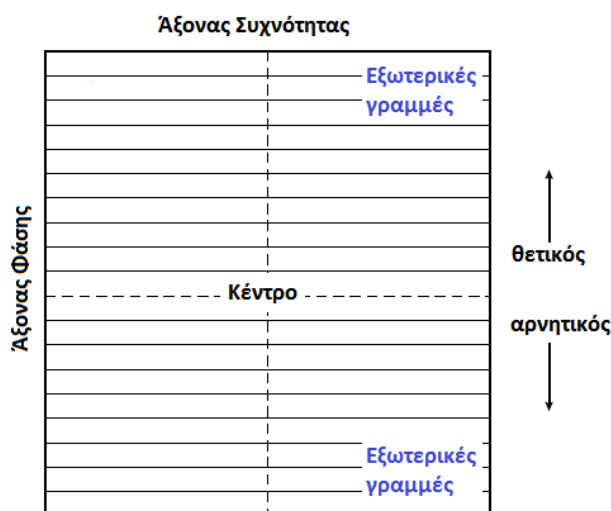 Άξονας Συχνότητας
Εξωτερικές
γραμμές
Άξονας Φάσης
θετικός
Κέντρο
αρνητικός
Εξωτερικές
γραμμές